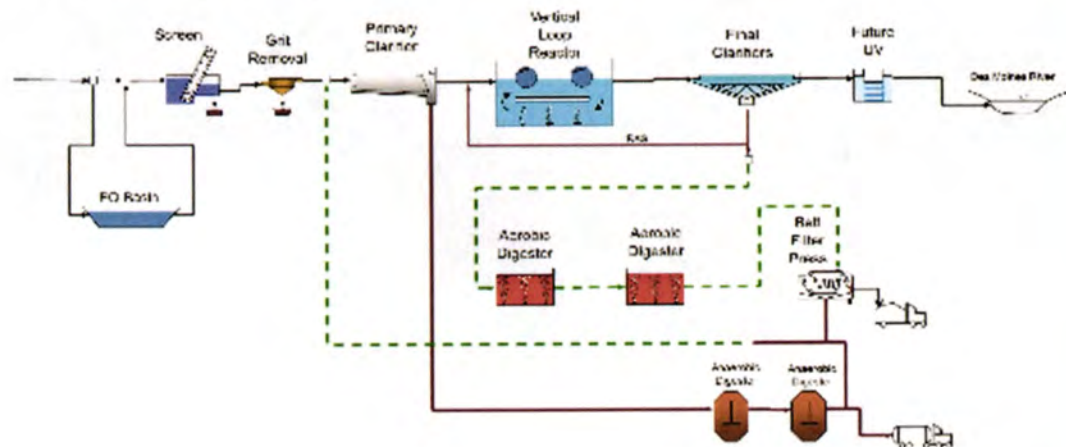 Screen
Grit
Removal
Primary
Clarifier
Vertical
Loop
Reactor
Final
Clarifiers
Future
UV
Des Moines River
EQ Basin
RAS
Aerobic
Digester
Aerobic
Digester
Belt
Filter
Press
Anaerobic
Digester
Anaerobic
Digester